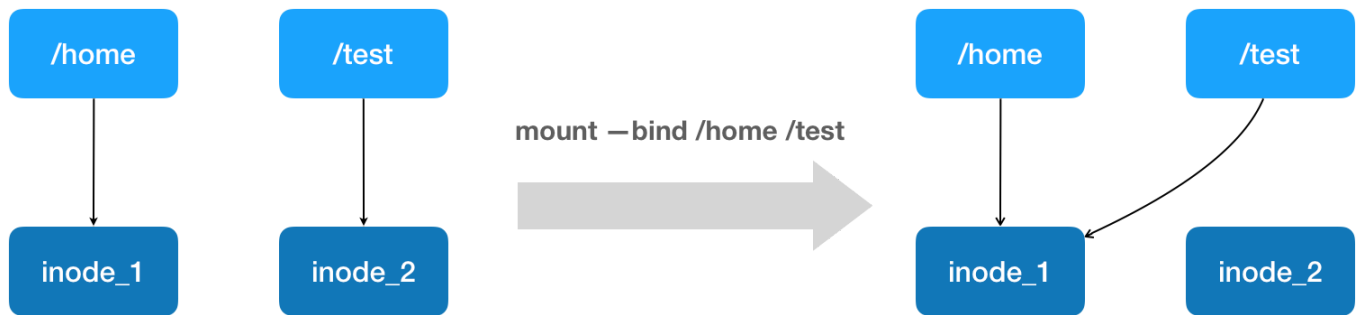 /home
/test
mount —bind /home /test
/home
/test
inode_1
inode_2
inode_1
inode_2